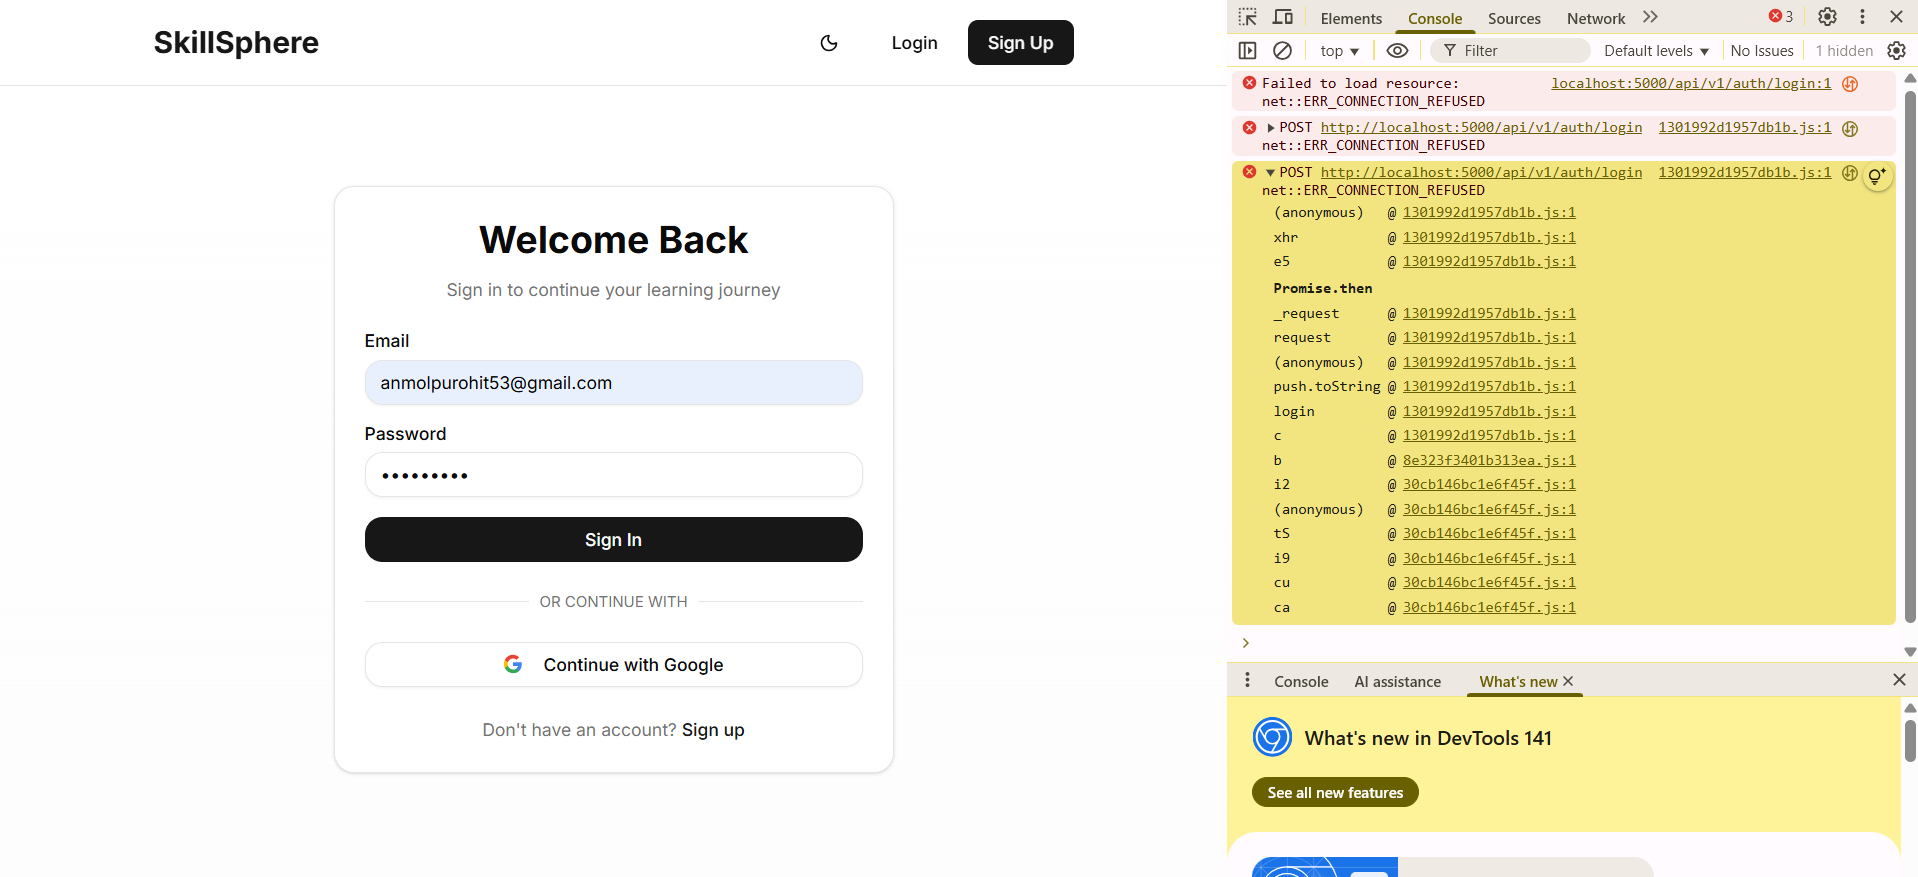 SkillSphere
Login
Sign Up
Welcome Back
Sign in to continue your learning journey
Email
anmolpurohit53@gmail.com
Password
•••••••••
Sign In
OR CONTINUE WITH
Continue with Google
Don't have an account? Sign up
Elements Console Sources Network 3
top Filter Default levels No Issues 1 hidden
Failed to load resource: localhost:5000/api/v1/auth/login:1
net::ERR_CONNECTION_REFUSED
POST http://localhost:5000/api/v1/auth/login 1301992d1957db1b.js:1
net::ERR_CONNECTION_REFUSED
POST http://localhost:5000/api/v1/auth/login 1301992d1957db1b.js:1
net::ERR_CONNECTION_REFUSED
(anonymous) @ 1301992d1957db1b.js:1
xhr @ 1301992d1957db1b.js:1
e5 @ 1301992d1957db1b.js:1
Promise.then
_request @ 1301992d1957db1b.js:1
request @ 1301992d1957db1b.js:1
(anonymous) @ 1301992d1957db1b.js:1
push.toString @ 1301992d1957db1b.js:1
login @ 1301992d1957db1b.js:1
c @ 1301992d1957db1b.js:1
b @ 8e323f3401b313ea.js:1
i2 @ 30cb146bc1e6f45f.js:1
(anonymous) @ 30cb146bc1e6f45f.js:1
tS @ 30cb146bc1e6f45f.js:1
i9 @ 30cb146bc1e6f45f.js:1
cu @ 30cb146bc1e6f45f.js:1
ca @ 30cb146bc1e6f45f.js:1
Console AI assistance What's new
What's new in DevTools 141
See all new features